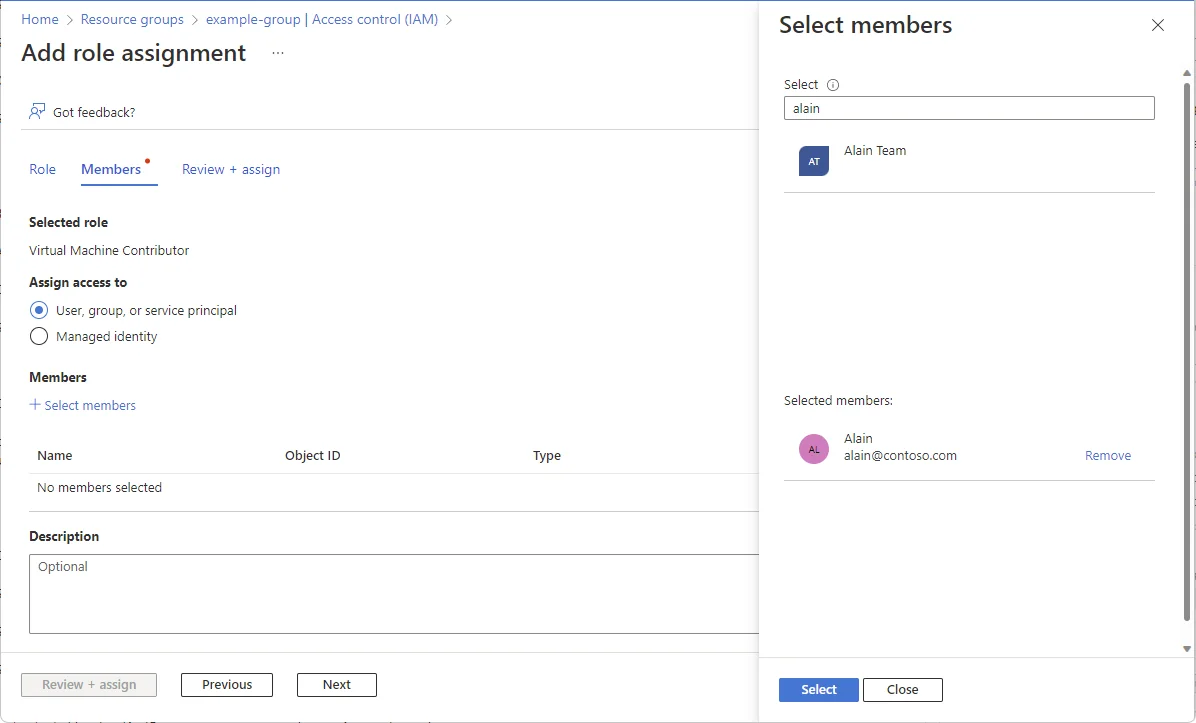 Home > Resource groups > example-group | Access control (IAM) >
Add role assignment ...
Got feedback?
Role Members Review + assign
Selected role
Virtual Machine Contributor
Assign access to
User, group, or service principal
Managed identity
Members
+ Select members
Name Object ID Type
No members selected
Description
Optional
Review + assign Previous Next
Select members
Select
alain
AT Alain Team
Selected members:
AL Alain
alain@contoso.com Remove
Select Close